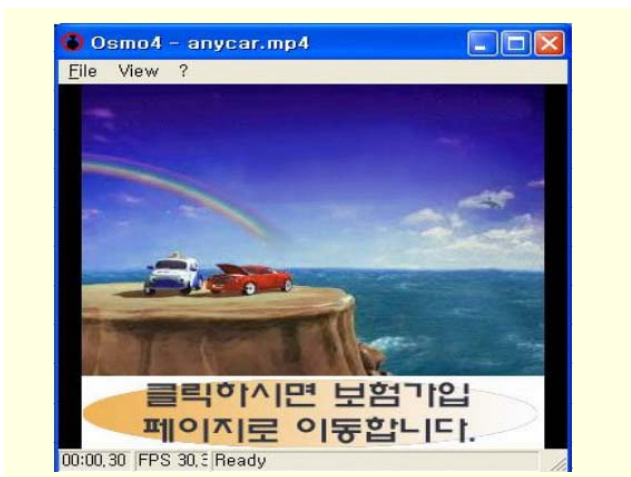 Osmo4 - anycar.mp4
File View ?
클릭하시면 보험가입
페이지로 이동합니다.
00:00,30 FPS 30, Ready